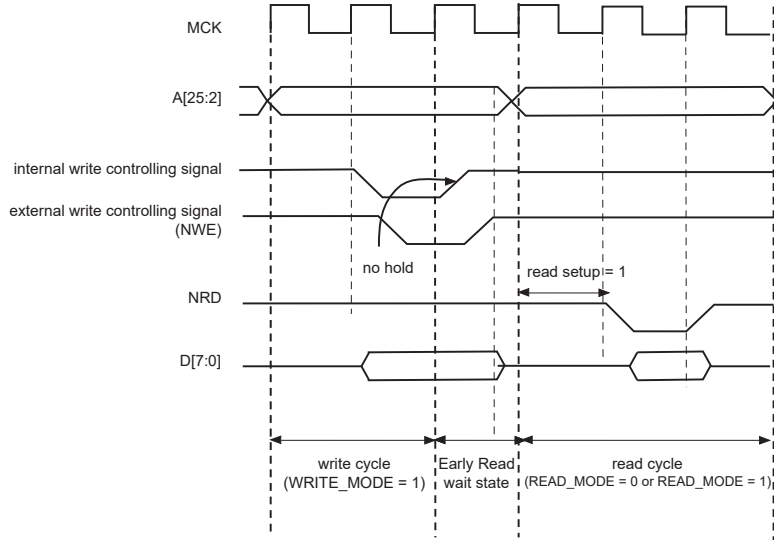 MCK
A[25:2]
internal write controlling signal
external write controlling signal
(NWE)
no hold
read setup = 1
NRD
D[7:0]
write cycle
(WRITE_MODE = 1)
Early Read
wait state
read cycle
(READ_MODE = 0 or READ_MODE = 1)